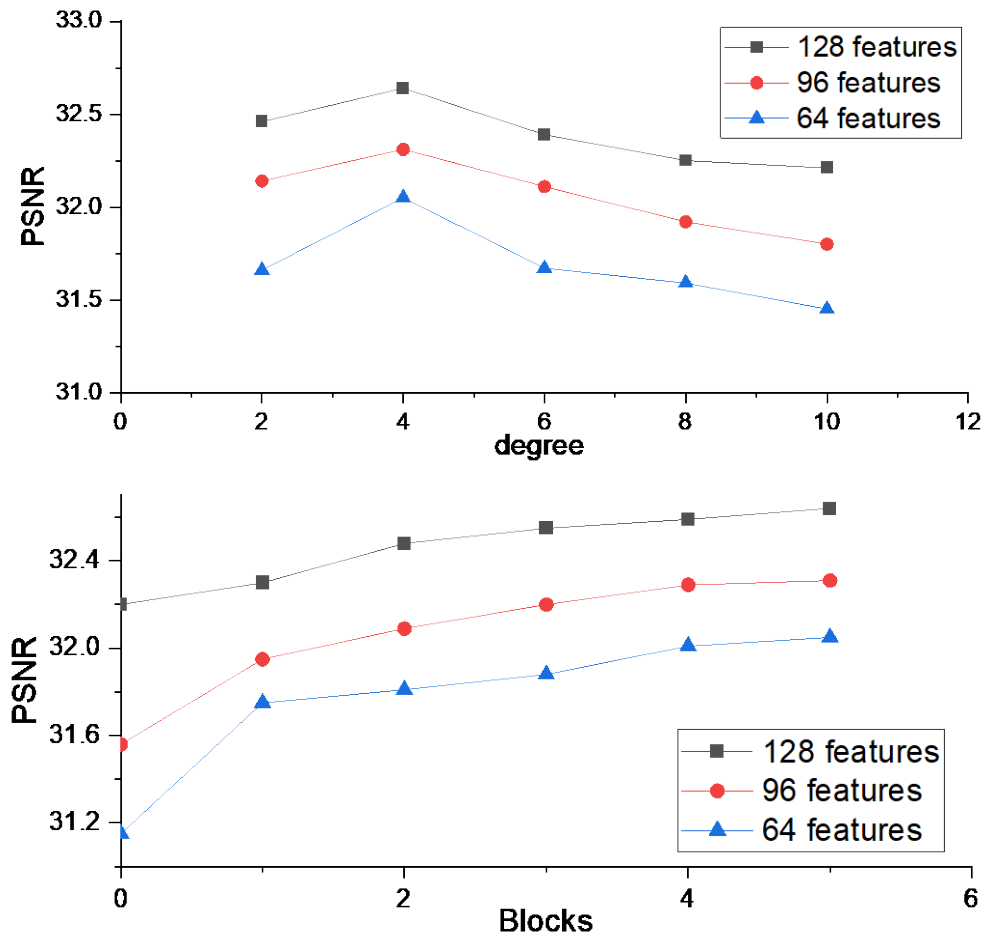 33.0
128 features
96 features
64 features
32.5
PSNR
32.0
31.5
31.0
0 2 4 6 8 10 12
degree
32.4
PSNR
32.0
31.6
128 features
96 features
64 features
31.2
0 2 4 6
Blocks